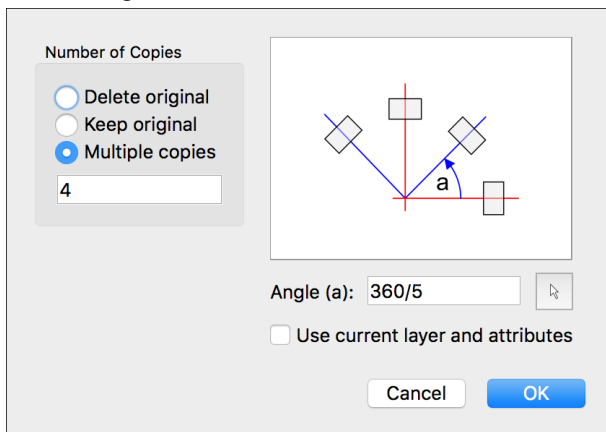 Number of Copies
Delete original
Keep original
Multiple copies
4
a
Angle (a): 360/5
Use current layer and attributes
Cancel OK